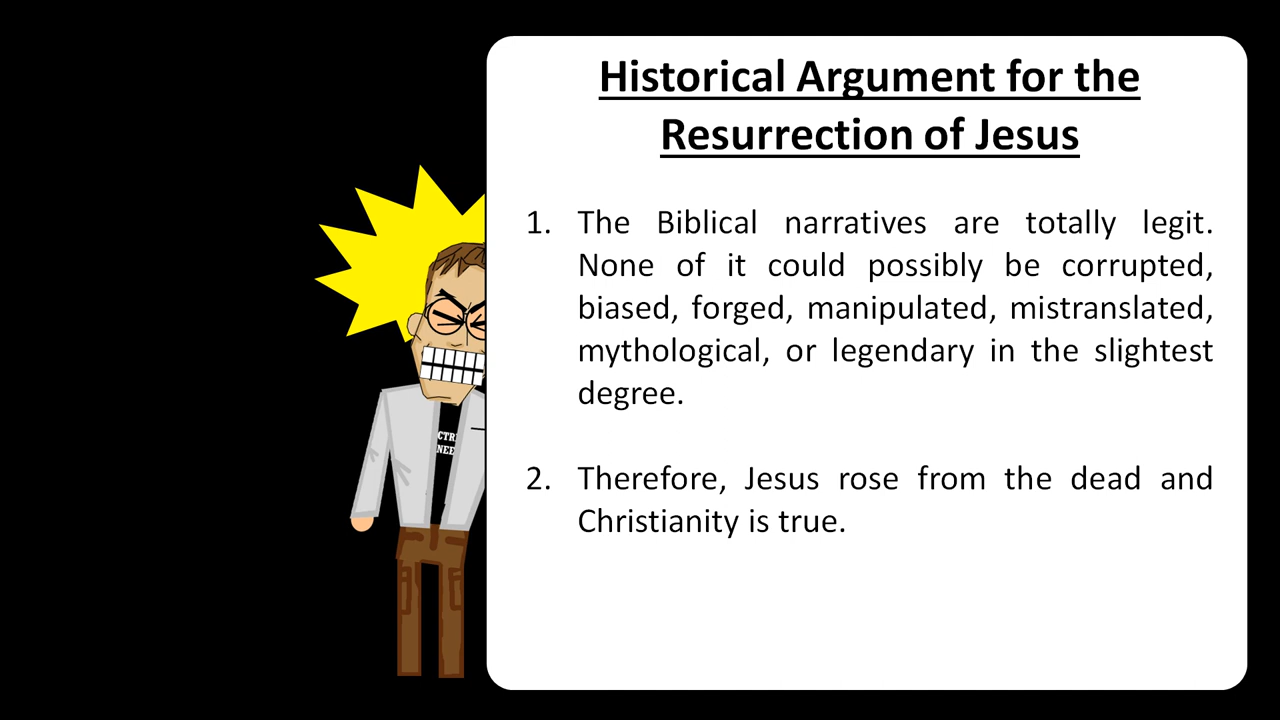 Historical Argument for the
Resurrection of Jesus
1. The Biblical narratives are totally legit.
None of it could possibly be corrupted,
biased, forged, manipulated, mistranslated,
mythological, or legendary in the slightest
degree.
2. Therefore, Jesus rose from the dead and
Christianity is true.
CTR
NEE